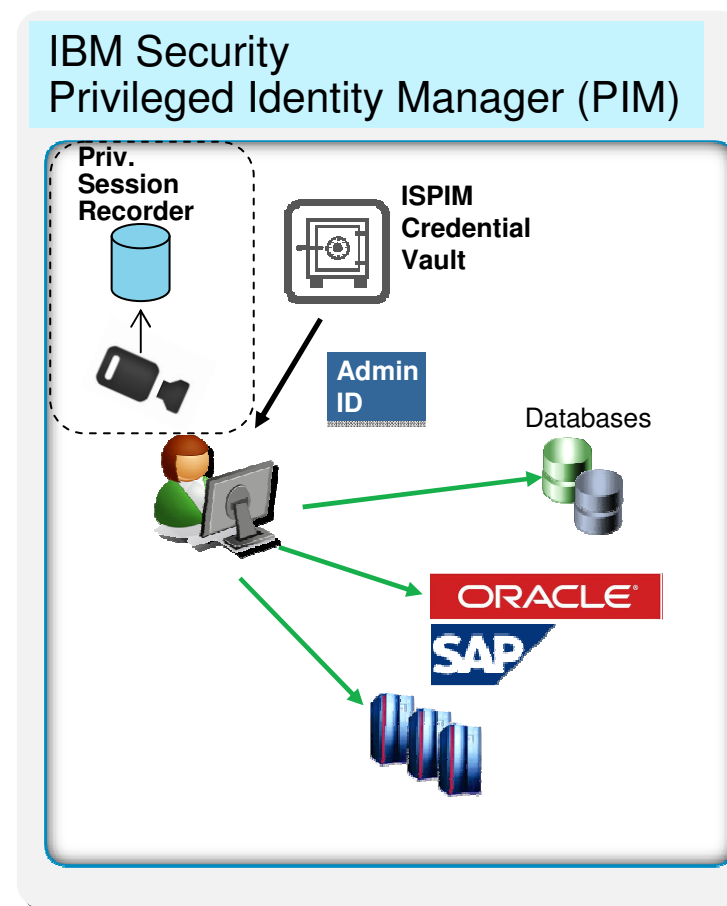 IBM Security
Privileged Identity Manager (PIM)
Priv.
Session
Recorder
ISPIM
Credential
Vault
Admin
ID
Databases
ORACLE®
SAP